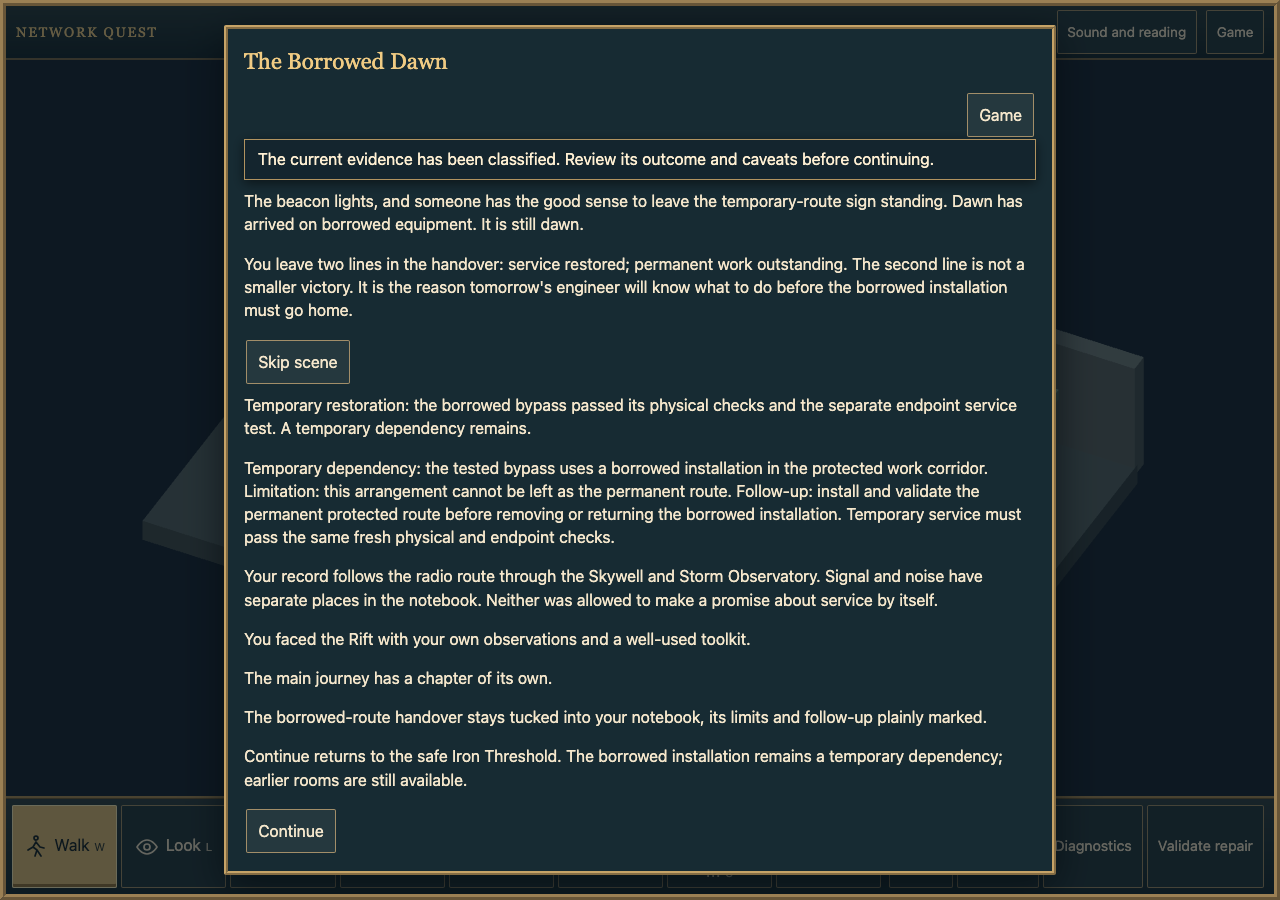 NETWORK QUEST
Sound and reading
Game
The Borrowed Dawn
Game
The current evidence has been classified. Review its outcome and caveats before continuing.
The beacon lights, and someone has the good sense to leave the temporary-route sign standing. Dawn has
arrived on borrowed equipment. It is still dawn.
You leave two lines in the handover: service restored; permanent work outstanding. The second line is not a
smaller victory. It is the reason tomorrow's engineer will know what to do before the borrowed installation
must go home.
Skip scene
Temporary restoration: the borrowed bypass passed its physical checks and the separate endpoint service
test. A temporary dependency remains.
Temporary dependency: the tested bypass uses a borrowed installation in the protected work corridor.
Limitation: this arrangement cannot be left as the permanent route. Follow-up: install and validate the
permanent protected route before removing or returning the borrowed installation. Temporary service must
pass the same fresh physical and endpoint checks.
Your record follows the radio route through the Skywell and Storm Observatory. Signal and noise have
separate places in the notebook. Neither was allowed to make a promise about service by itself.
You faced the Rift with your own observations and a well-used toolkit.
The main journey has a chapter of its own.
The borrowed-route handover stays tucked into your notebook, its limits and follow-up plainly marked.
Continue returns to the safe Iron Threshold. The borrowed installation remains a temporary dependency;
earlier rooms are still available.
Continue
Walk W
Look L
Diagnostics
Validate repair